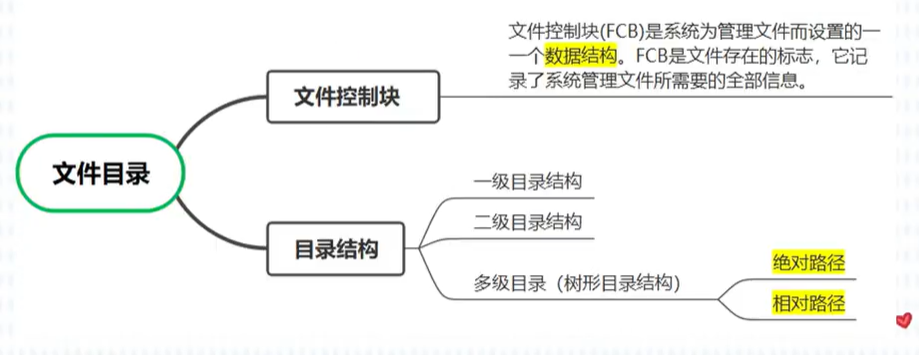 文件控制块(FCB)是系统为管理文件而设置的一
一个数据结构。FCB是文件存在的标志，它记
录了系统管理文件所需要的全部信息。
文件控制块
文件目录
目录结构
一级目录结构
二级目录结构
多级目录（树形目录结构）
绝对路径
相对路径